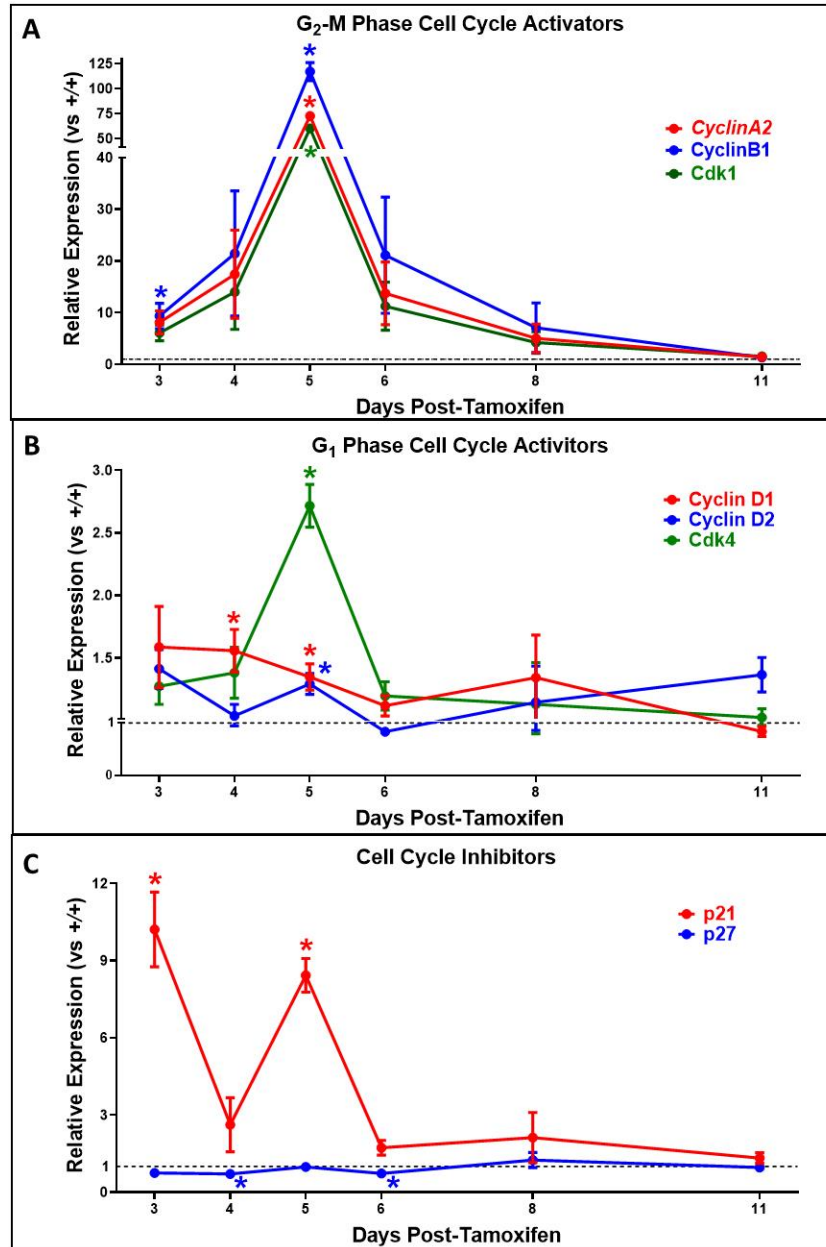 A
G₂-M Phase Cell Cycle Activators
Relative Expression (vs +/+)
125
100
75
50
40
30
20
10
0
*
*
*
*
CyclinA2
CyclinB1
Cdk1
3 4 5 6 8 11
Days Post-Tamoxifen
B
G₁ Phase Cell Cycle Activitors
Relative Expression (vs +/+)
3.0
2.5
2.0
1.5
1
0
*
*
*
*
Cyclin D1
Cyclin D2
Cdk4
3 4 5 6 8 11
Days Post-Tamoxifen
C
Cell Cycle Inhibitors
Relative Expression (vs +/+)
12
9
6
3
1
0
*
*
*
*
p21
p27
3 4 5 6 8 11
Days Post-Tamoxifen